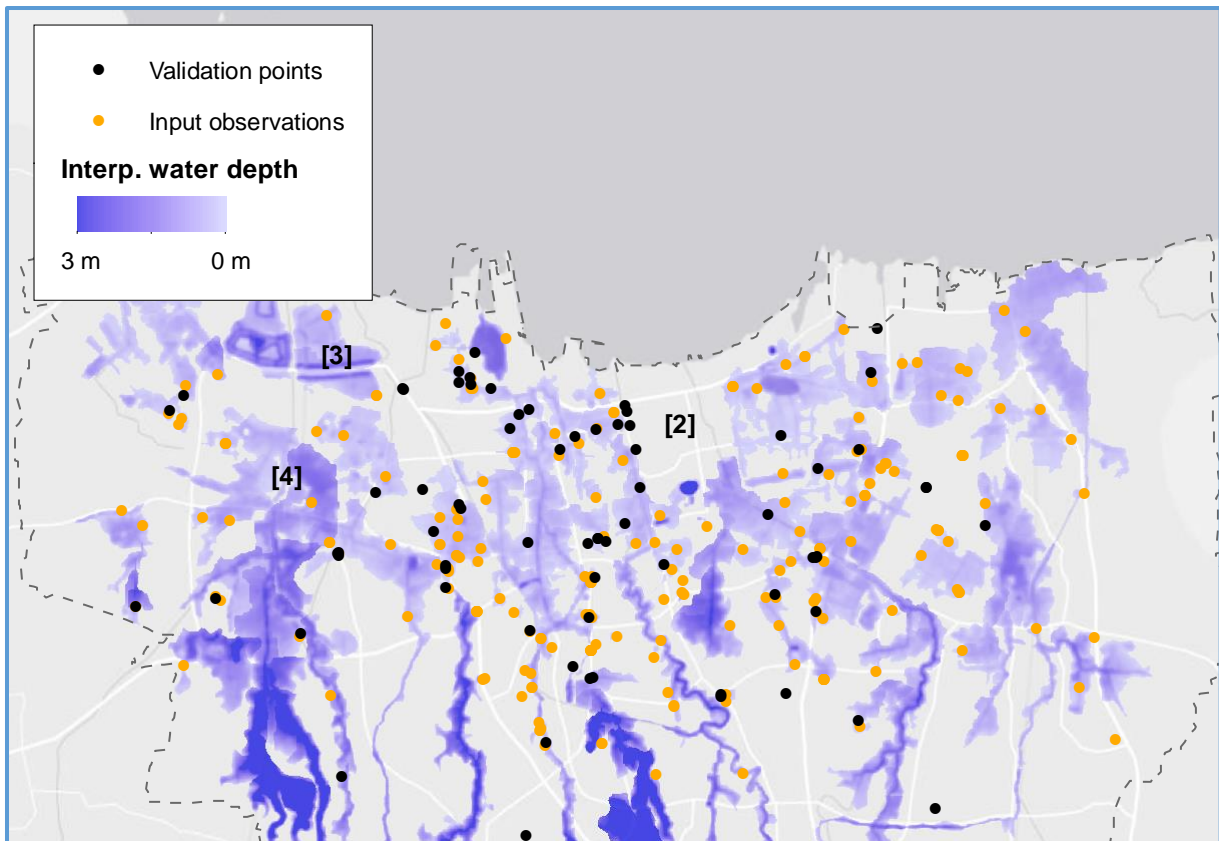 Validation points
Input observations
Interp. water depth
3 m 0 m
[3]
[2]
[4]